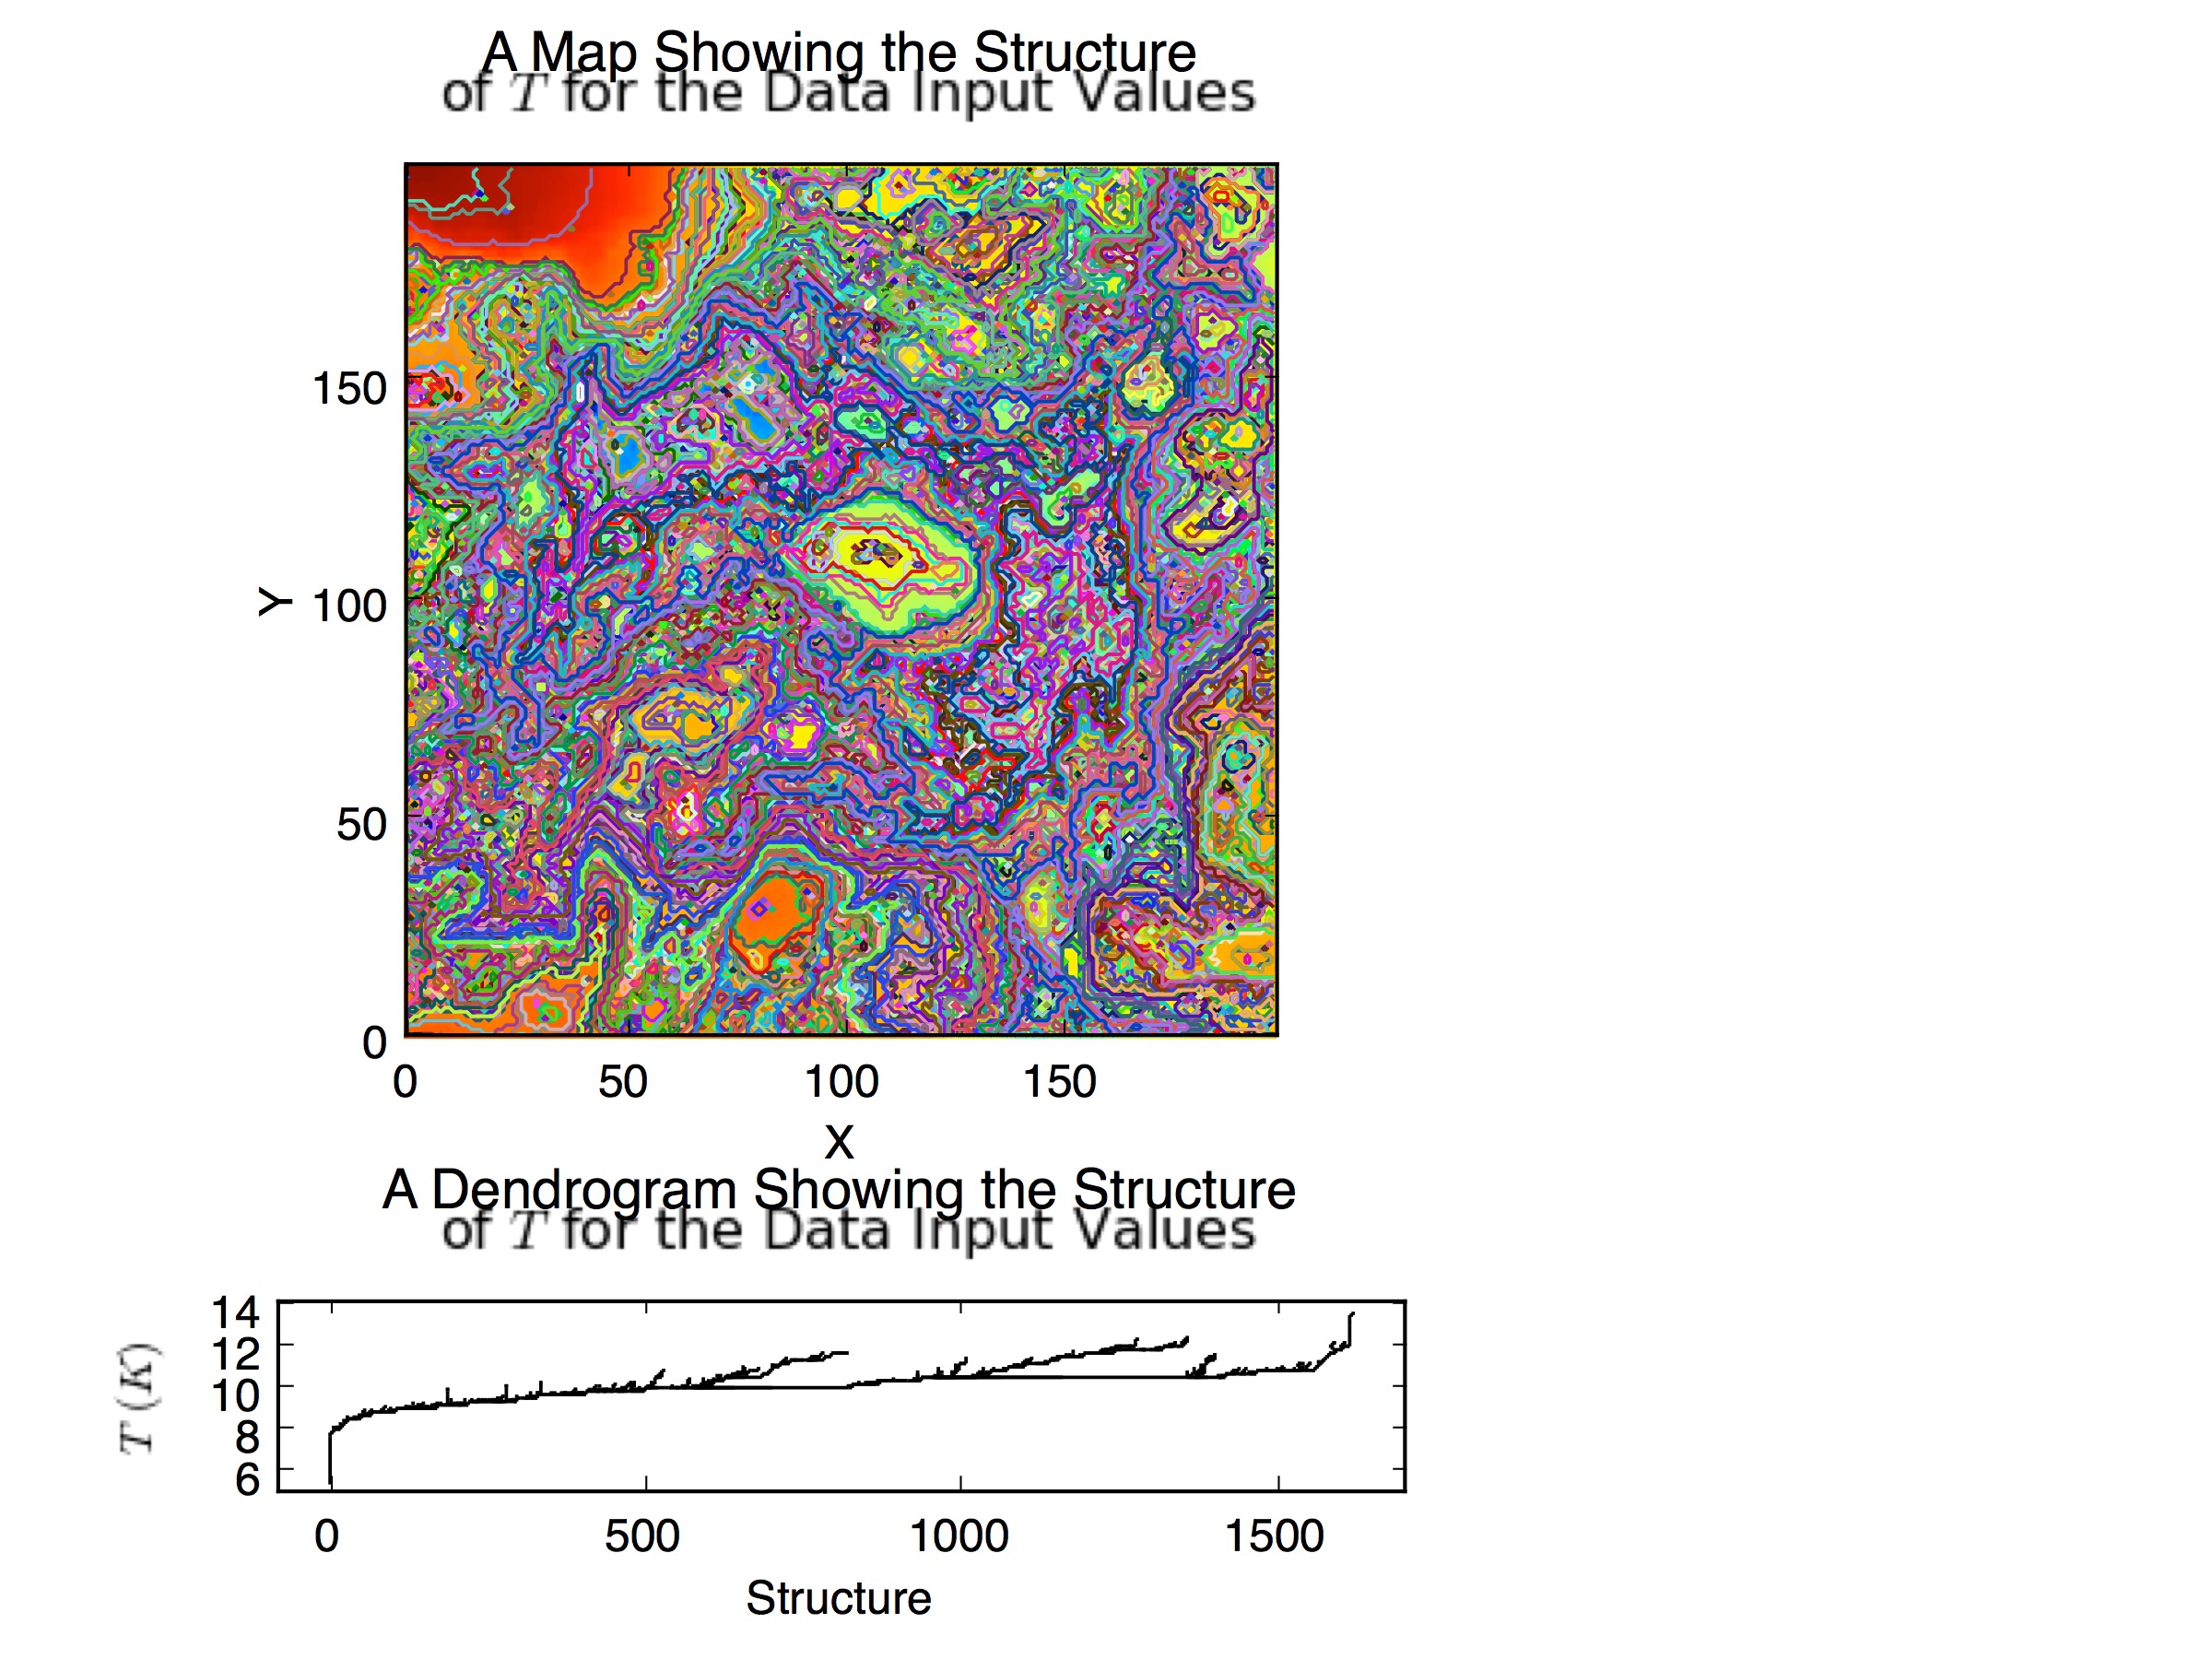 A Map Showing the Structure
of T for the Data Input Values
150
100
50
0
Y
0 50 100 150
X
A Dendrogram Showing the Structure
of T for the Data Input Values
14
12
10
8
6
T (K)
0 500 1000 1500
Structure